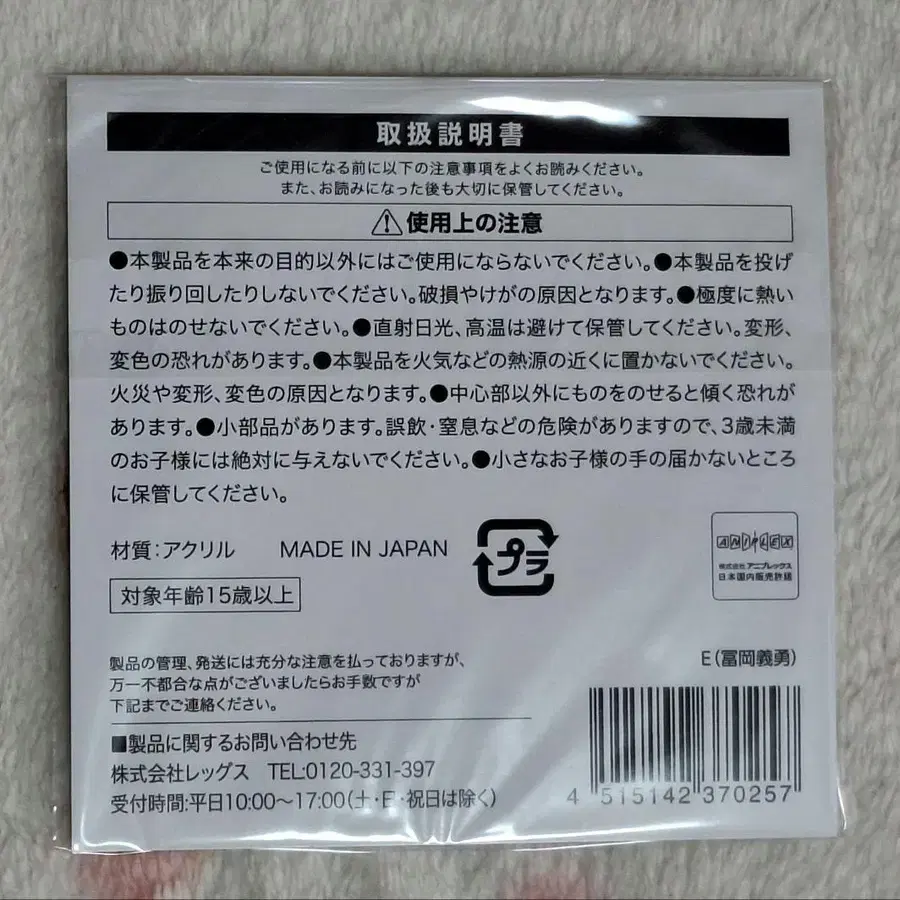 取扱説明書
ご使用になる前に以下の注意事項をよくお読みください。
また、お読みになった後も大切に保管してください。
使用上の注意
●本製品を本来の目的以外にはご使用にならないでください。●本製品を投げ
たり振り回したりしないでください。破損やけがの原因となります。●極度に熱い
ものはのせないでください。●直射日光、高温は避けて保管してください。変形、
変色の恐れがあります。●本製品を火気などの熱源の近くに置かないでください。
火災や変形、変色の原因となります。●中心部以外にものをのせると傾く恐れが
あります。●小部品があります。誤飲・窒息などの危険がありますので、3歳未満
のお子様には絶対に与えないでください。●小さなお子様の手の届かないところ
に保管してください。
材質：アクリル MADE IN JAPAN
プラ
ANIPLEX
株式会社 アニプレックス
日本国内販売許諾
対象年齢15歳以上
製品の管理、発送には充分な注意を払っておりますが、
万一不都合な点がございましたらお手数ですが
下記までご連絡ください。
E（冨岡義勇）
■製品に関するお問い合わせ先
株式会社レッグス TEL:0120-331-397
受付時間:平日10:00～17:00（土・日・祝日は除く）
4 515142 370257